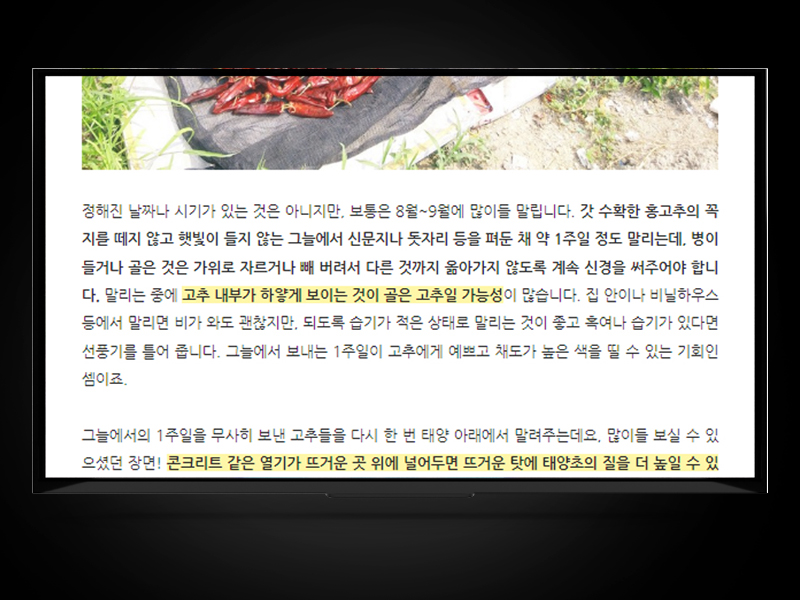 정해진 날짜나 시기가 있는 것은 아니지만, 보통은 8월~9월에 많이들 말립니다. 갓 수확한 홍고추의 꼭
지를 떼지 않고 햇빛이 들지 않는 그늘에서 신문지나 돗자리 등을 펴둔 채 약 1주일 정도 말리는데, 병이
들거나 골은 것은 가위로 자르거나 빼 버려서 다른 것까지 옮아가지 않도록 계속 신경을 써주어야 합니
다. 말리는 중에 고추 내부가 하얗게 보이는 것이 골은 고추일 가능성이 많습니다. 집 안이나 비닐하우스
등에서 말리면 비가 와도 괜찮지만, 되도록 습기가 적은 상태로 말리는 것이 좋고 혹여나 습기가 있다면
선풍기를 틀어 줍니다. 그늘에서 보내는 1주일이 고추에게 예쁘고 채도가 높은 색을 띨 수 있는 기회인
셈이죠.
그늘에서의 1주일을 무사히 보낸 고추들을 다시 한 번 태양 아래에서 말려주는데요, 많이들 보실 수 있
으셨던 장면! 콘크리트 같은 열기가 뜨거운 곳 위에 널어두면 뜨거운 탓에 태양초의 질을 더 높일 수 있